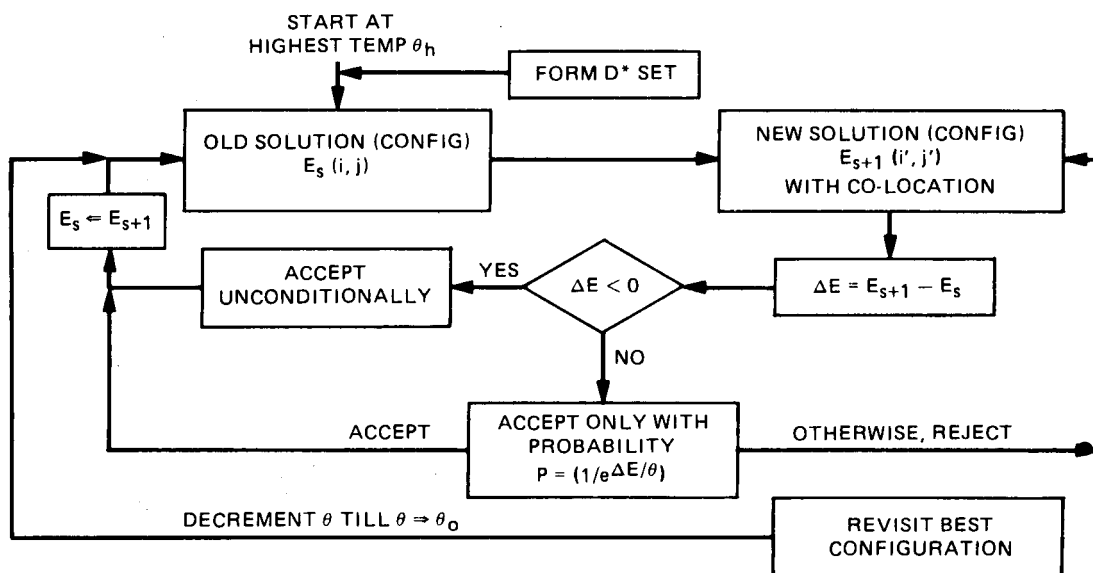 START AT
HIGHEST TEMP θh
FORM D* SET
OLD SOLUTION (CONFIG)
Es (i, j)
NEW SOLUTION (CONFIG)
Es+1 (i′, j′)
WITH CO-LOCATION
Es ⇐ Es+1
ACCEPT
UNCONDITIONALLY
YES
ΔE < 0
ΔE = Es+1 − Es
NO
ACCEPT
ACCEPT ONLY WITH
PROBABILITY
P = (1/e^ΔE/θ)
OTHERWISE, REJECT
DECREMENT θ TILL θ ⇒ θo
REVISIT BEST
CONFIGURATION